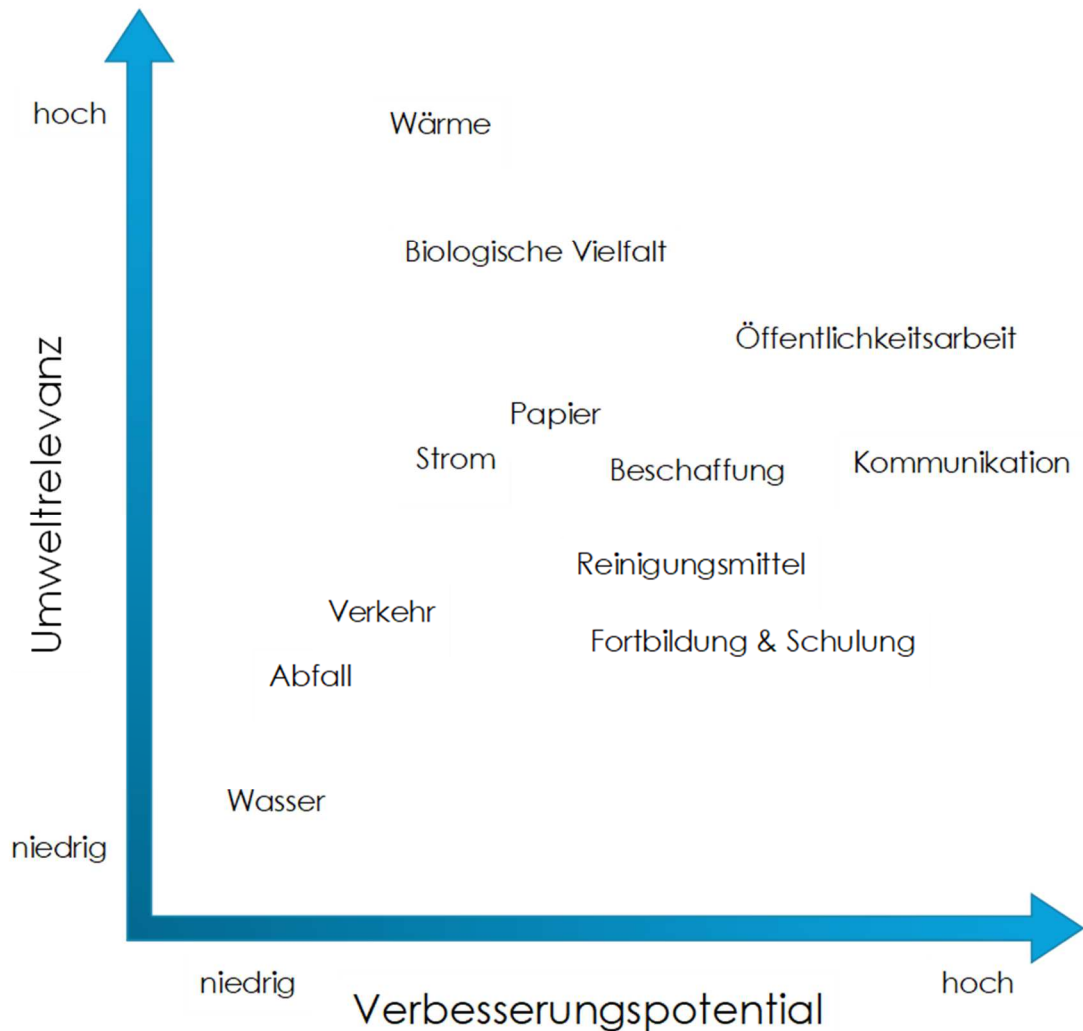 hoch
Wärme
Biologische Vielfalt
Öffentlichkeitsarbeit
Umweltrelevanz
Papier
Strom
Beschaffung
Kommunikation
Reinigungsmittel
Verkehr
Fortbildung & Schulung
Abfall
Wasser
niedrig
niedrig
hoch
Verbesserungspotential